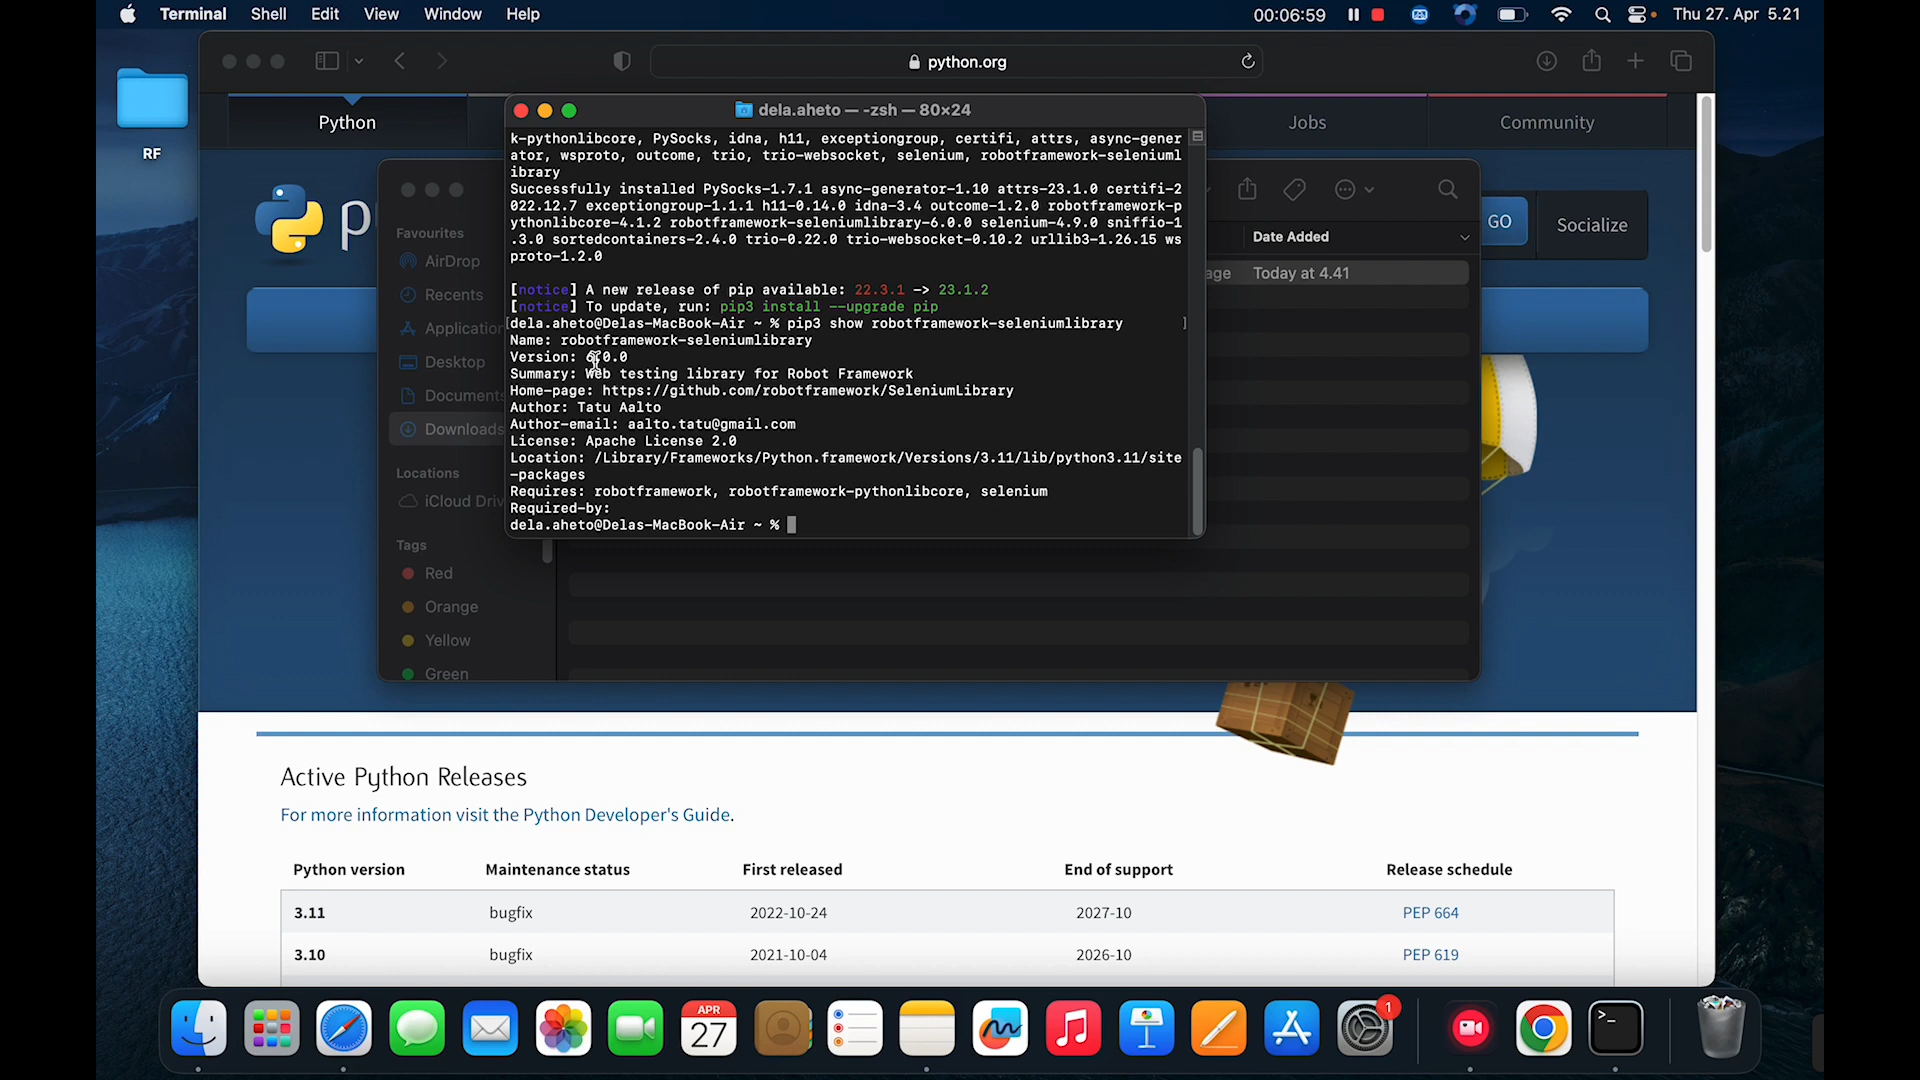 Terminal Shell Edit View Window Help 00:06:59 Thu 27. Apr 5.21
python.org
RF
Python Jobs Community
dela.aheto — -zsh — 80×24
k-pythonlibcore, PySocks, idna, h11, exceptiongroup, certifi, attrs, async-gener
ator, wsproto, outcome, trio, trio-websocket, selenium, robotframework-seleniuml
ibrary
Successfully installed PySocks-1.7.1 async-generator-1.10 attrs-23.1.0 certifi-2
022.12.7 exceptiongroup-1.1.1 h11-0.14.0 idna-3.4 outcome-1.2.0 robotframework-p
ythonlibcore-4.1.2 robotframework-seleniumlibrary-6.0.0 selenium-4.9.0 sniffio-1
.3.0 sortedcontainers-2.4.0 trio-0.22.0 trio-websocket-0.10.2 urllib3-1.26.15 ws
proto-1.2.0
[notice] A new release of pip available: 22.3.1 -> 23.1.2
[notice] To update, run: pip3 install --upgrade pip
[dela.aheto@Delas-MacBook-Air ~ % pip3 show robotframework-seleniumlibrary ]
Name: robotframework-seleniumlibrary
Version: 6.0.0
Summary: Web testing library for Robot Framework
Home-page: https://github.com/robotframework/SeleniumLibrary
Author: Tatu Aalto
Author-email: aalto.tatu@gmail.com
License: Apache License 2.0
Location: /Library/Frameworks/Python.framework/Versions/3.11/lib/python3.11/site
-packages
Requires: robotframework, robotframework-pythonlibcore, selenium
Required-by:
dela.aheto@Delas-MacBook-Air ~ %
p
GO
Socialize
Favourites
AirDrop
Recents
Application
Desktop
Documents
Downloads
Locations
iCloud Driv
Tags
Red
Orange
Yellow
Green
Date Added
age Today at 4.41
Active Python Releases
For more information visit the Python Developer's Guide.
Python version Maintenance status First released End of support Release schedule
3.11 bugfix 2022-10-24 2027-10 PEP 664
3.10 bugfix 2021-10-04 2026-10 PEP 619
APR
27
1
>_